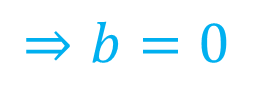 ⇒ b = 0